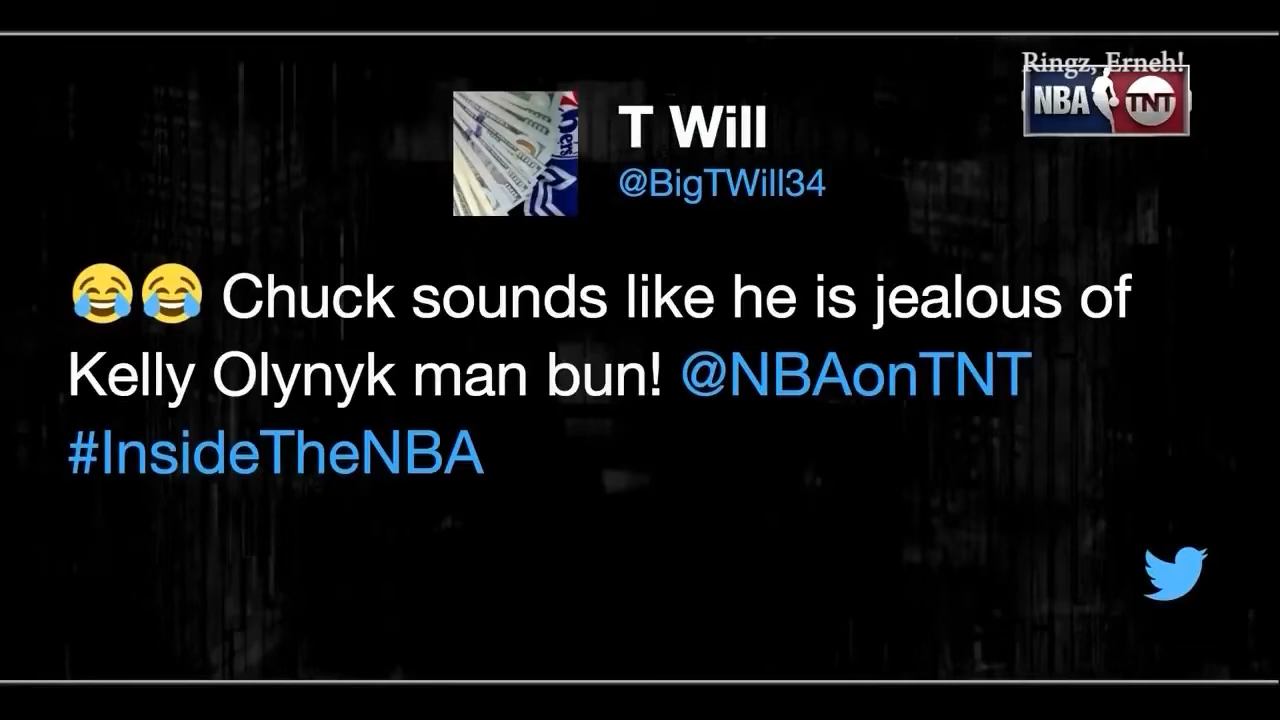 Ringz, Erneh!
NBA TNT
T Will
@BigTWill34
😂😂 Chuck sounds like he is jealous of
Kelly Olynyk man bun! @NBAonTNT
#InsideTheNBA